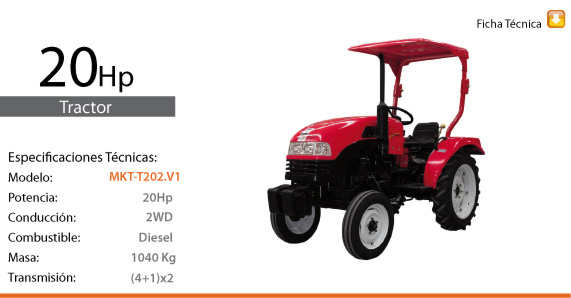 Ficha Técnica
20Hp
Tractor
Especificaciones Técnicas:
Modelo: MKT-T202.V1
Potencia: 20Hp
Conducción: 2WD
Combustible: Diesel
Masa: 1040 Kg
Transmisión: (4+1)x2